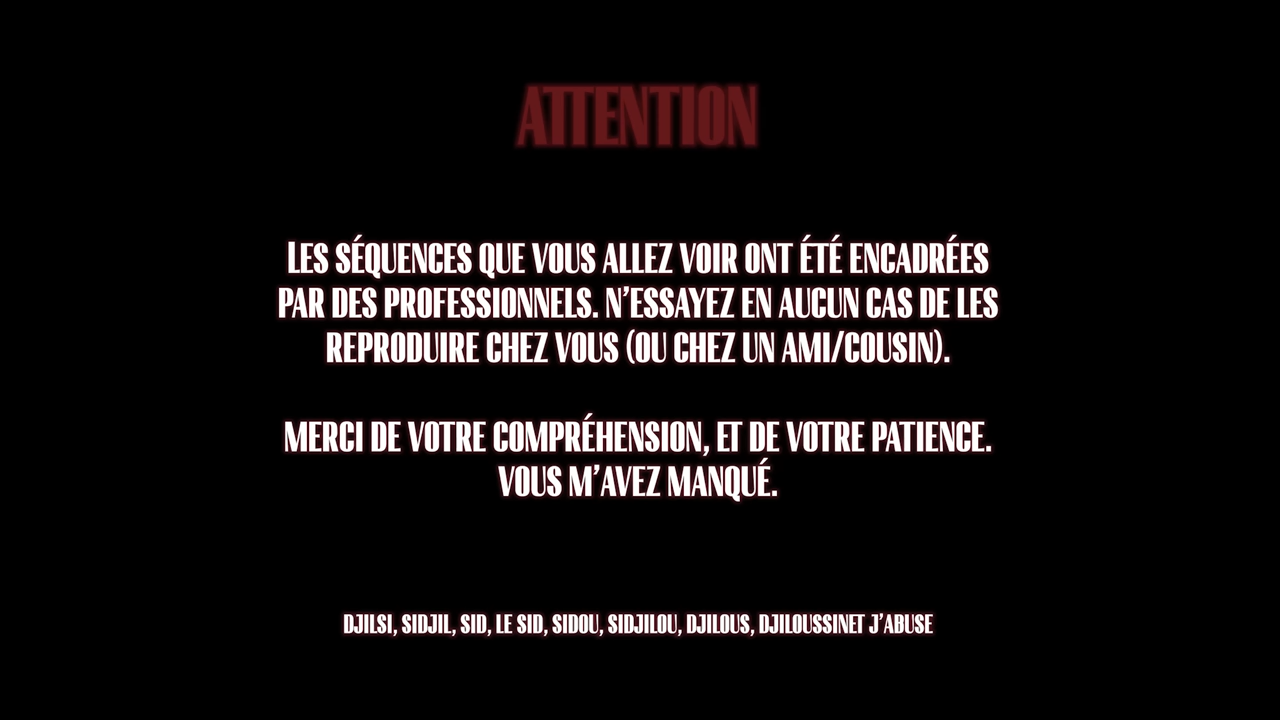 ATTENTION
LES SÉQUENCES QUE VOUS ALLEZ VOIR ONT ÉTÉ ENCADRÉES
PAR DES PROFESSIONNELS. N'ESSAYEZ EN AUCUN CAS DE LES
REPRODUIRE CHEZ VOUS (OU CHEZ UN AMI/COUSIN).
MERCI DE VOTRE COMPRÉHENSION, ET DE VOTRE PATIENCE.
VOUS M'AVEZ MANQUÉ.
DJILSI, SIDJIL, SID, LE SID, SIDOU, SIDJILOU, DJILOUS, DJILOUSSINET J'ABUSE